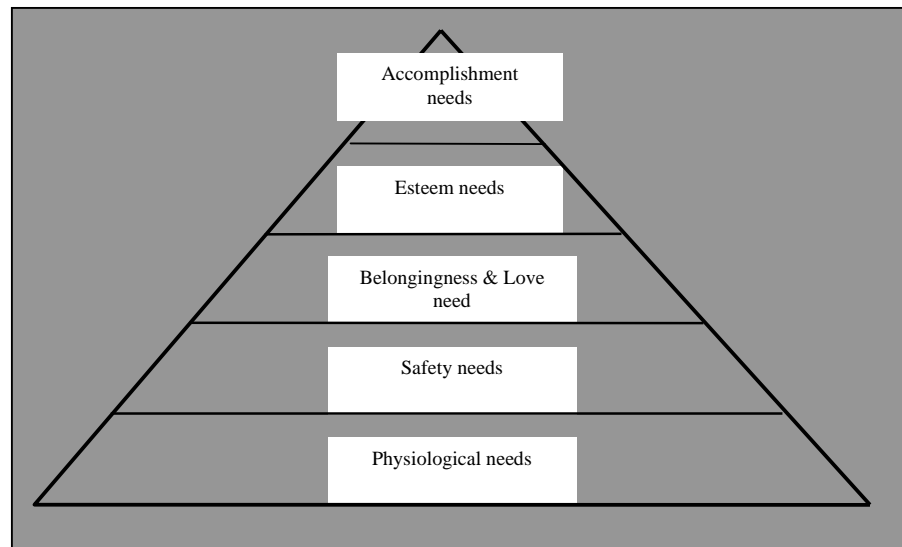 Accomplishment
needs
Esteem needs
Belongingness & Love
need
Safety needs
Physiological needs